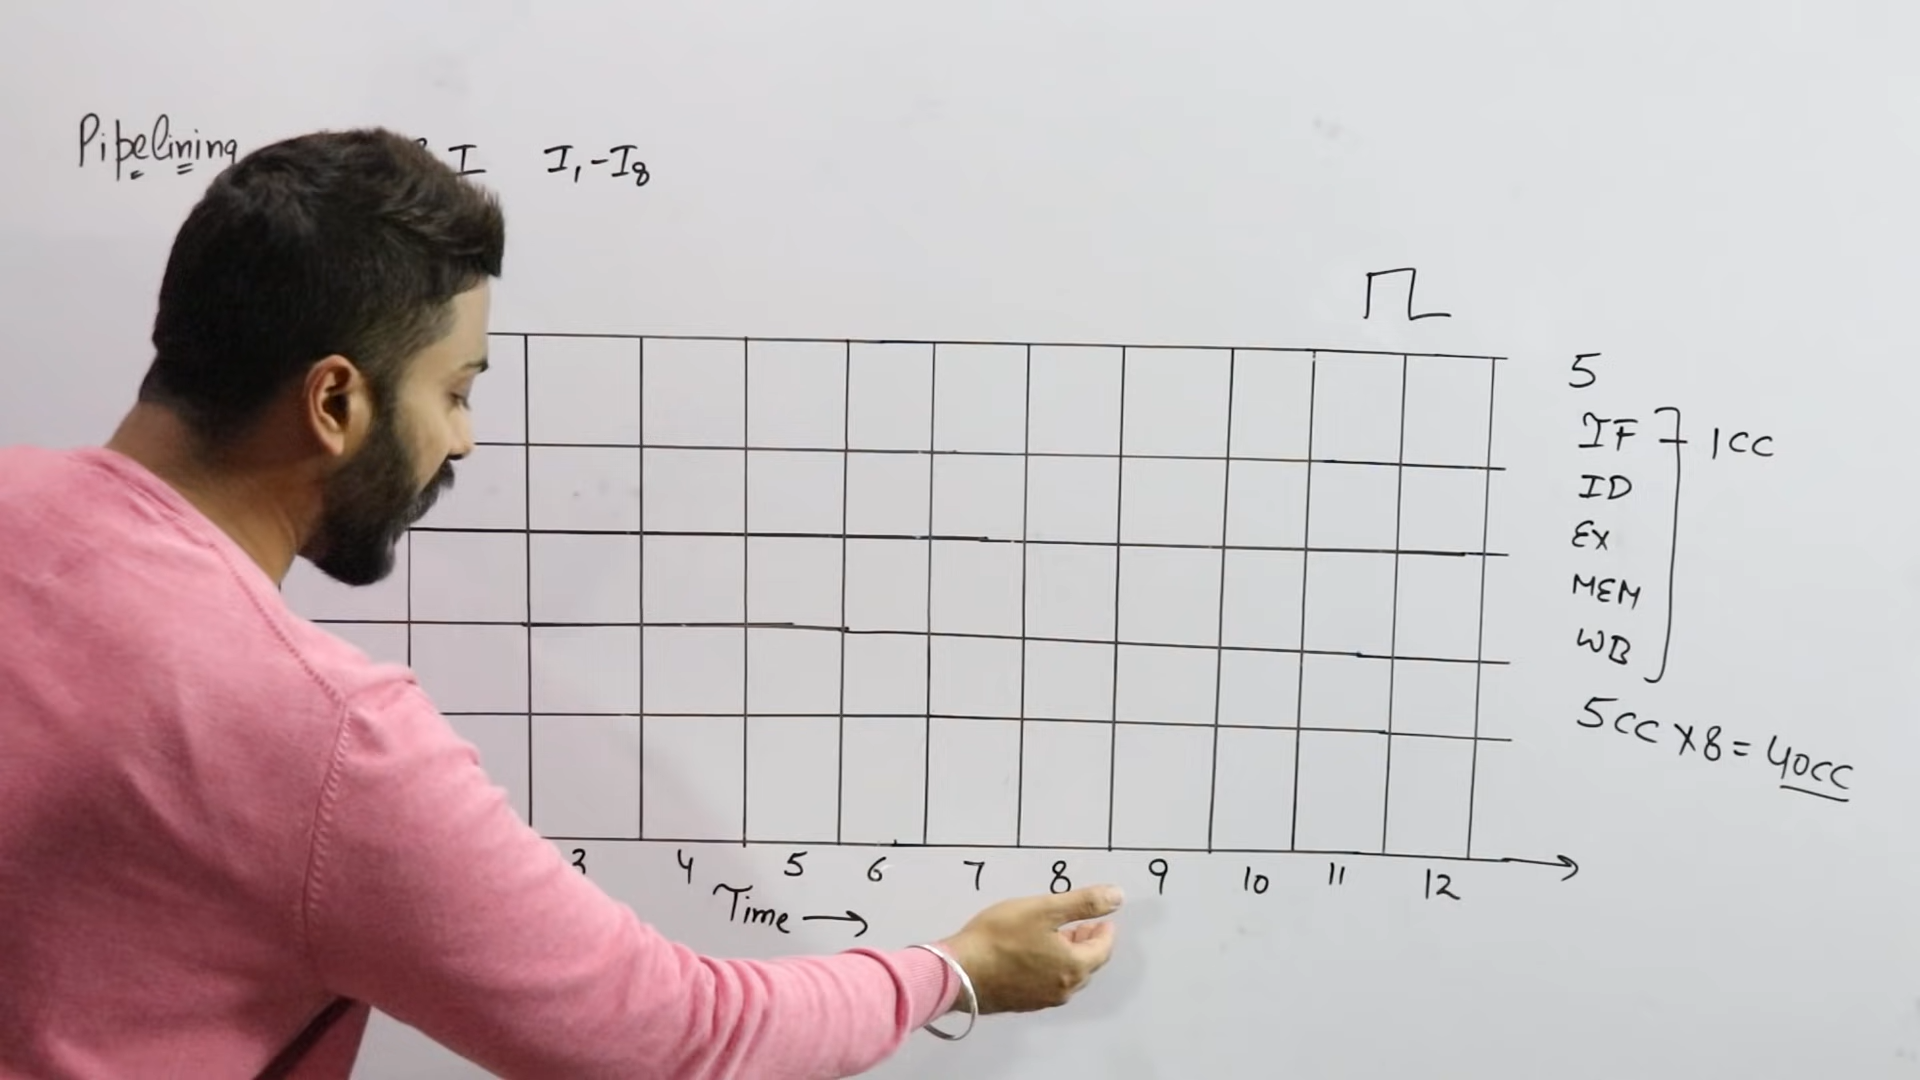 Pipelining I I₁-I₈
5
IF 1CC
ID
EX
MEM
WB
5CC x8 = 40CC
3 4 5 6 7 8 9 10 11 12
Time →